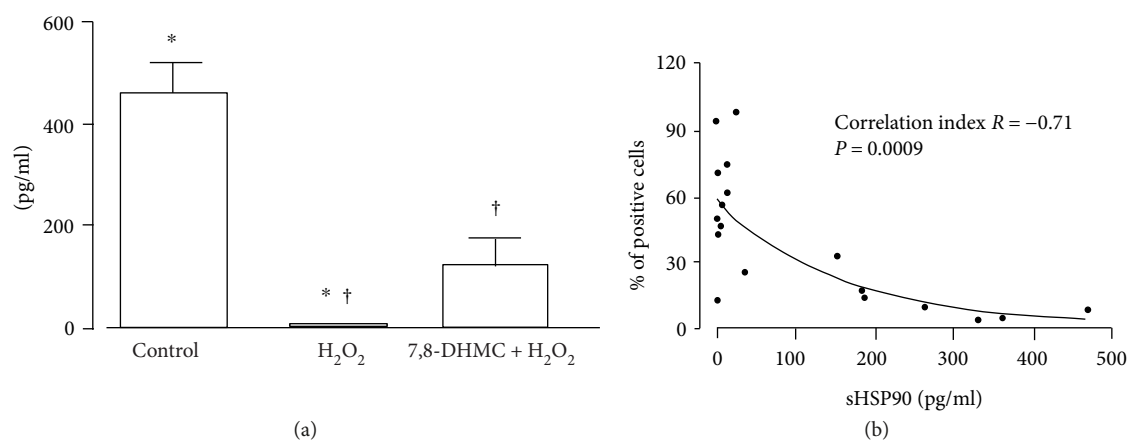 600
400
200
0
(pg/ml)
*
* †
†
Control
H₂O₂
7,8-DHMC + H₂O₂
(a)
120
90
60
30
0
% of positive cells
Correlation index R = −0.71
P = 0.0009
0 100 200 300 400 500
sHSP90 (pg/ml)
(b)